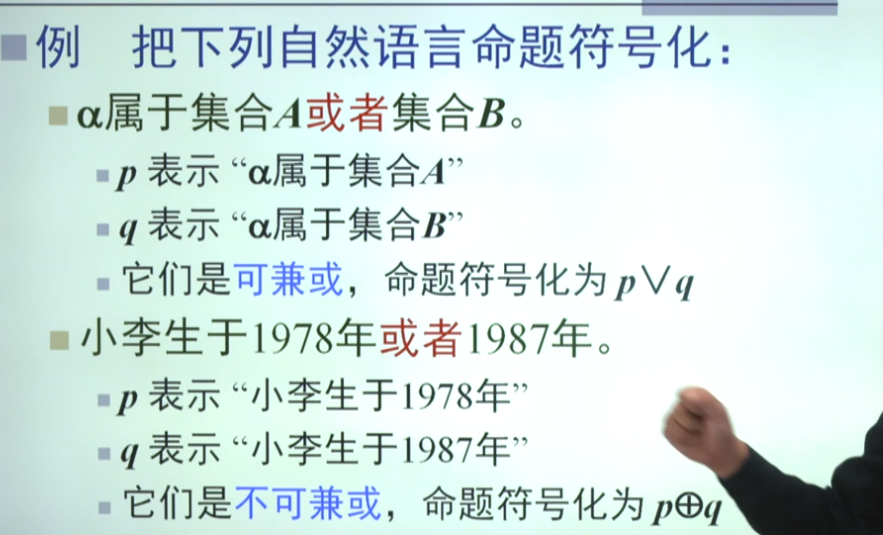 例 把下列自然语言命题符号化：
α属于集合A或者集合B。
p 表示 “α属于集合A”
q 表示 “α属于集合B”
它们是可兼或，命题符号化为 p∨q
小李生于1978年或者1987年。
p 表示 “小李生于1978年”
q 表示 “小李生于1987年”
它们是不可兼或，命题符号化为 p⊕q